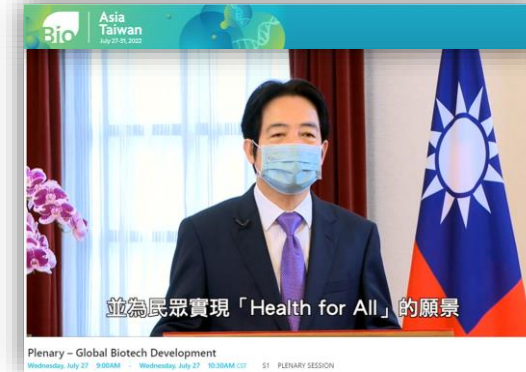 Bio
Asia
Taiwan
July 27-31, 2022
並為民眾實現「Health for All」的願景
Plenary – Global Biotech Development
Wednesday, July 27 9:00AM - Wednesday, July 27 10:30AM CST S1 PLENARY SESSION